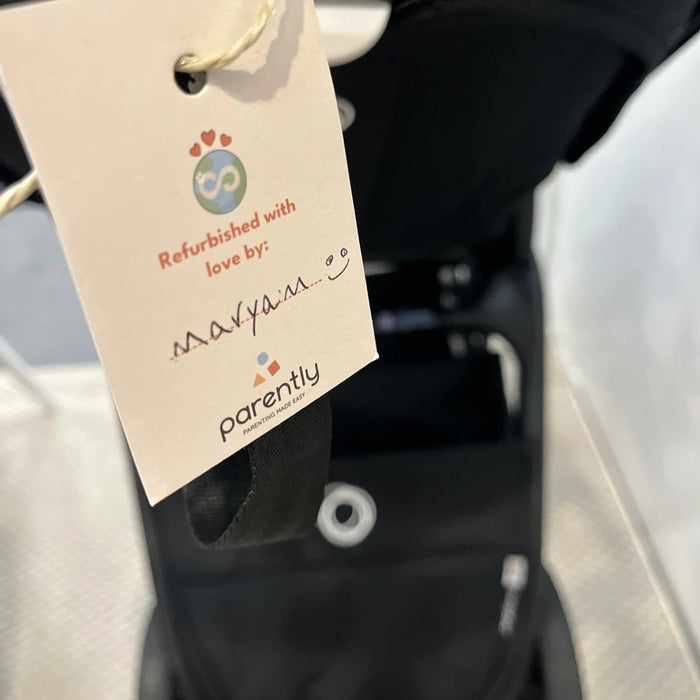 Refurbished with
love by:
maryam
parently
PARENTING MADE EASY